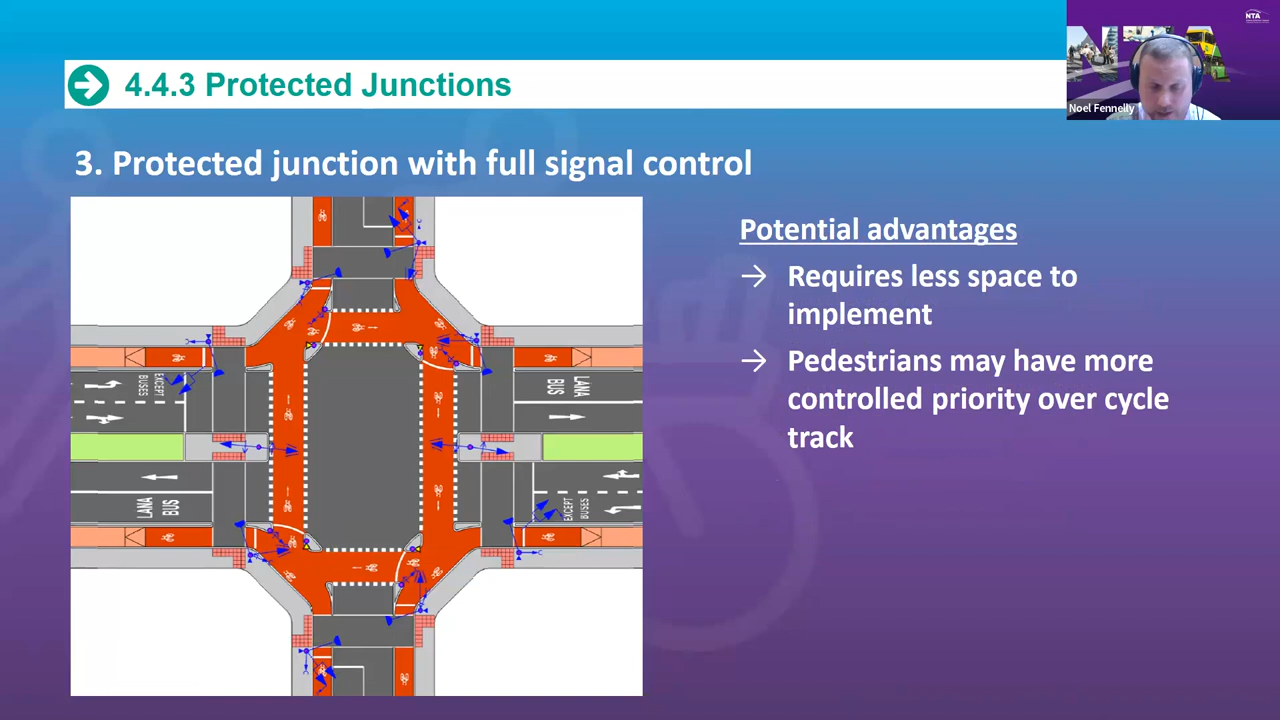 NTA
NTA
Noel Fennelly
4.4.3 Protected Junctions
3. Protected junction with full signal control
Potential advantages
→ Requires less space to
implement
→ Pedestrians may have more
controlled priority over cycle
track
EXCEPT
BUSES
LANA
BUS
LANA
BUS
EXCEPT
BUSES